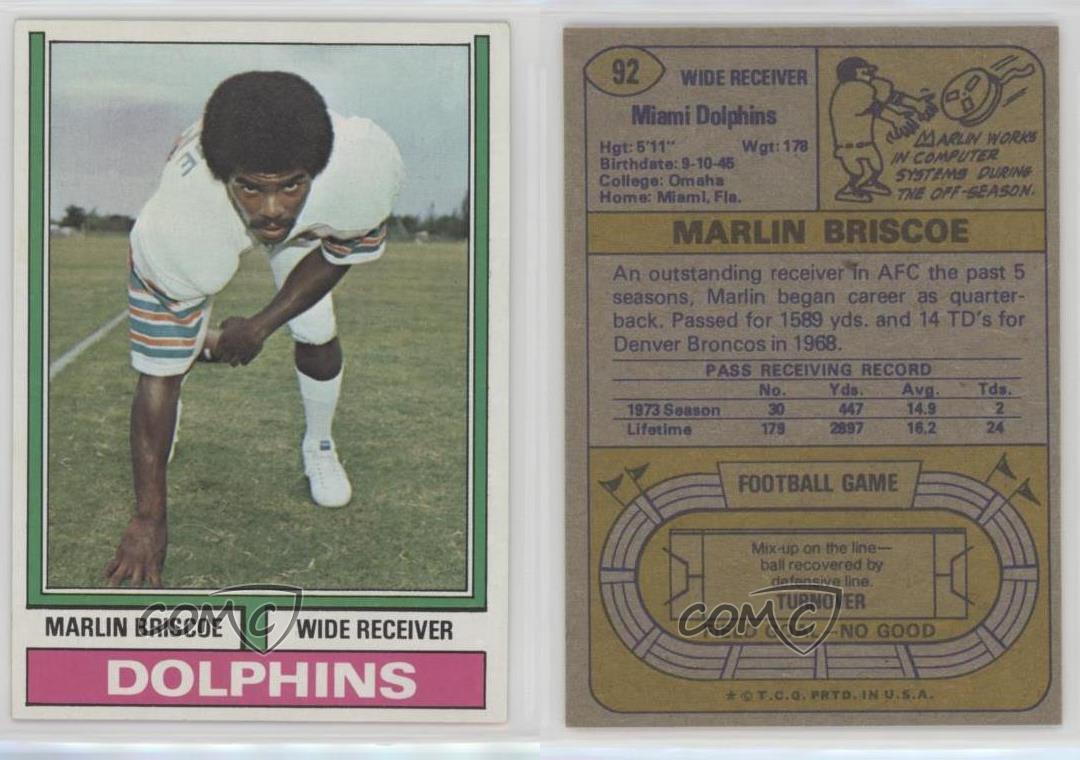 MARLIN BRISCOE WIDE RECEIVER
DOLPHINS
COMC
92
WIDE RECEIVER
Miami Dolphins
Hgt: 5'11" Wgt: 178
Birthdate: 9-10-45
College: Omaha
Home: Miami, Fla.
MARLIN WORKS
IN COMPUTER
SYSTEMS DURING
THE OFF-SEASON.
MARLIN BRISCOE
An outstanding receiver in AFC the past 5
seasons, Marlin began career as quarter-
back. Passed for 1589 yds. and 14 TD's for
Denver Broncos in 1968.
PASS RECEIVING RECORD
No. Yds. Avg. Tds.
1973 Season 30 447 14.9 2
Lifetime 179 2897 16.2 24
FOOTBALL GAME
Mix-up on the line—
ball recovered by
defensive line.
TURNOVER
—NO GOOD
COMC
★ © T.C.G. PRTD. IN U.S.A.